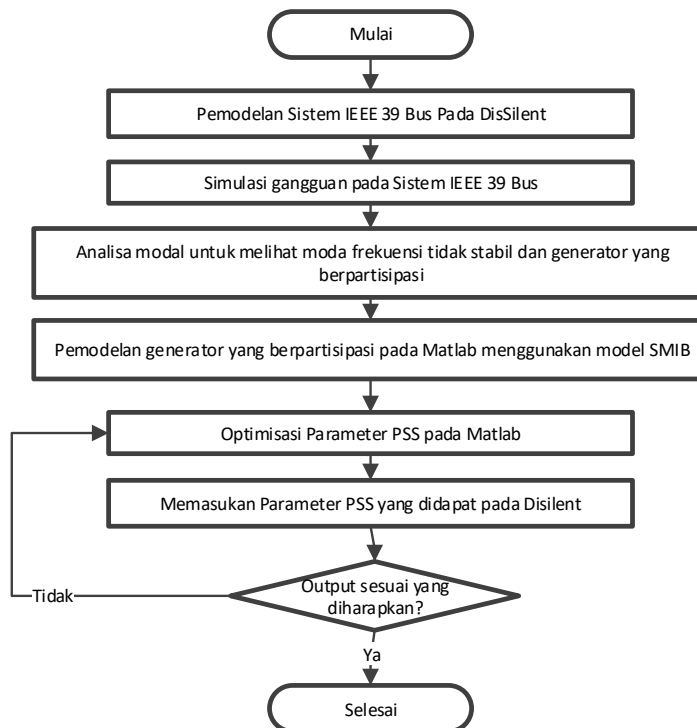 Mulai
Pemodelan Sistem IEEE 39 Bus Pada DisSilent
Simulasi gangguan pada Sistem IEEE 39 Bus
Analisa modal untuk melihat moda frekuensi tidak stabil dan generator yang
berpartisipasi
Pemodelan generator yang berpartisipasi pada Matlab menggunakan model SMIB
Optimisasi Parameter PSS pada Matlab
Memasukan Parameter PSS yang didapat pada Disilent
Output sesuai yang
diharapkan?
Tidak
Ya
Selesai